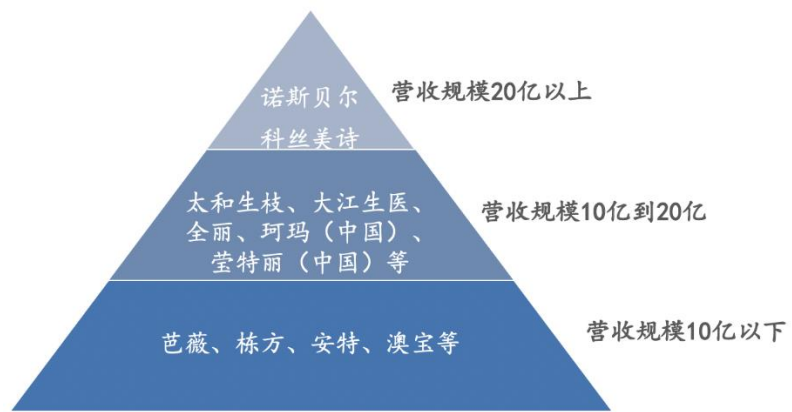 诺斯贝尔
科丝美诗
营收规模20亿以上
太和生枝、大江生医、
全丽、珂玛（中国）、
莹特丽（中国）等
营收规模10亿到20亿
芭薇、栋方、安特、澳宝等
营收规模10亿以下